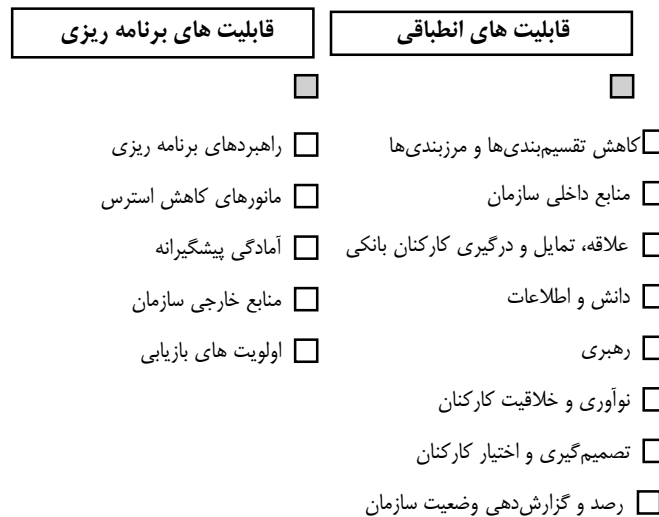 قابلیت های انطباقی
کاهش تقسیم‌بندی‌ها و مرزبندی‌ها
منابع داخلی سازمان
علاقه، تمایل و درگیری کارکنان بانکی
دانش و اطلاعات
رهبری
نوآوری و خلاقیت کارکنان
تصمیم‌گیری و اختیار کارکنان
رصد و گزارش‌دهی وضعیت سازمان
قابلیت های برنامه ریزی
راهبردهای برنامه ریزی
مانورهای کاهش استرس
آمادگی پیشگیرانه
منابع خارجی سازمان
اولویت های بازیابی